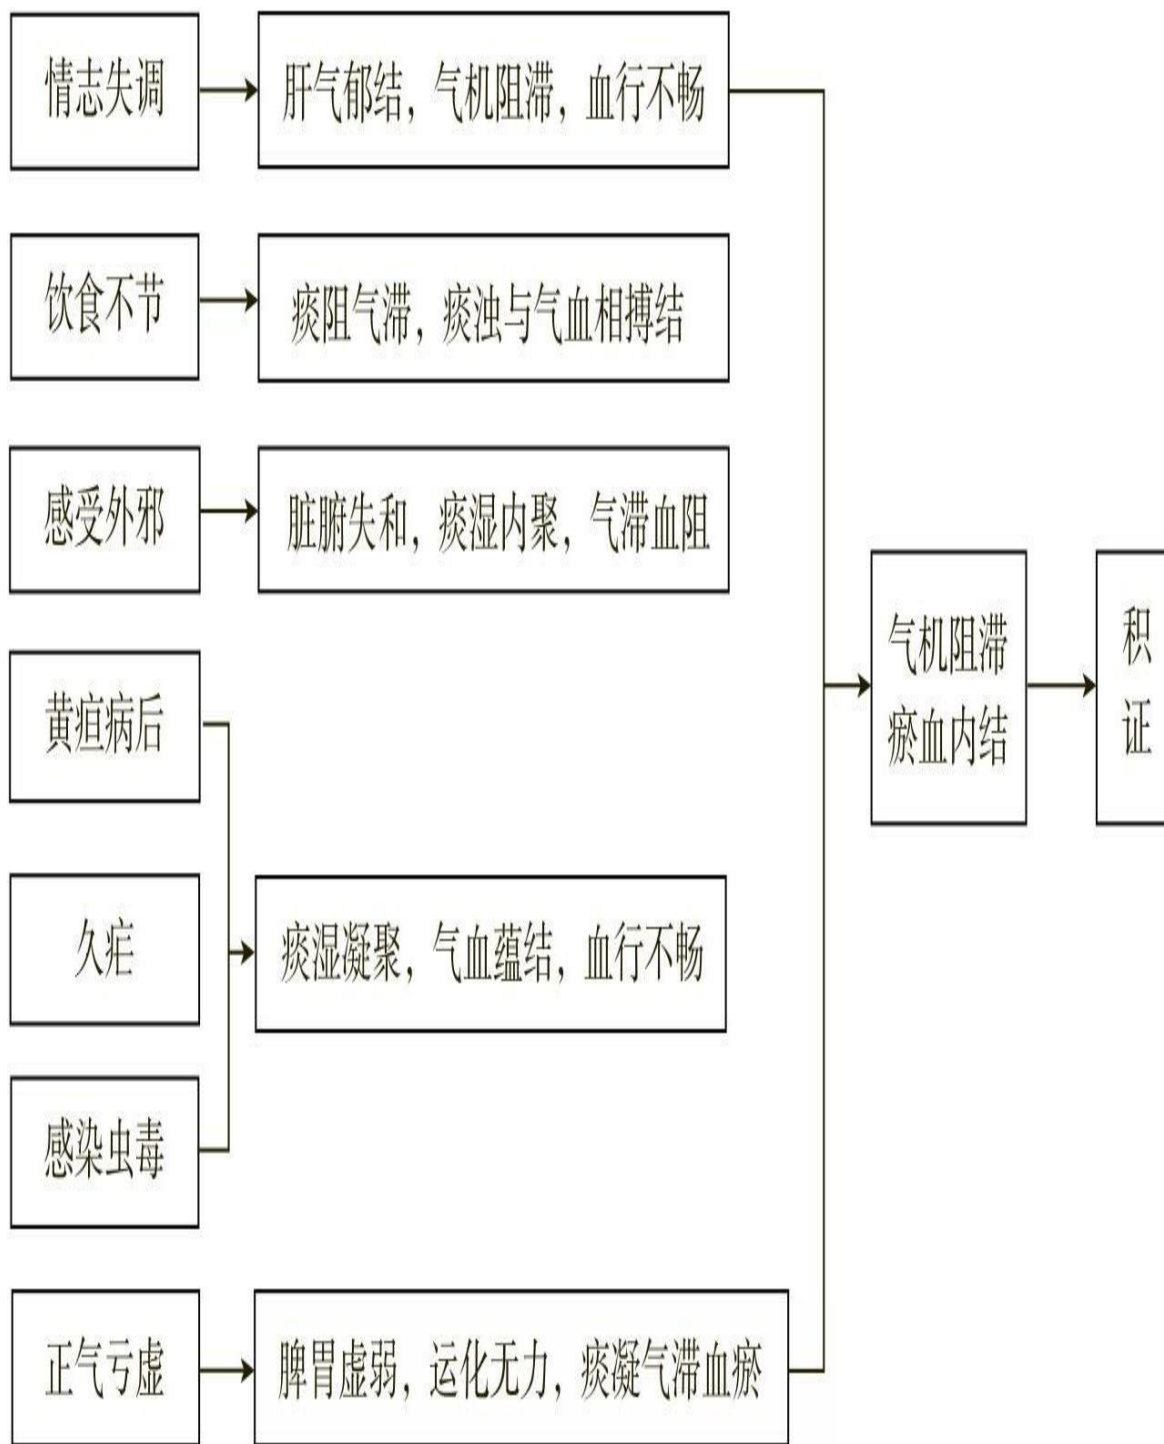 情志失调
肝气郁结，气机阻滞，血行不畅
饮食不节
痰阻气滞，痰浊与气血相搏结
感受外邪
脏腑失和，痰湿内聚，气滞血阻
黄疸病后
久疟
感染虫毒
痰湿凝聚，气血蕴结，血行不畅
正气亏虚
脾胃虚弱，运化无力，痰凝气滞血瘀
气机阻滞
瘀血内结
积
证